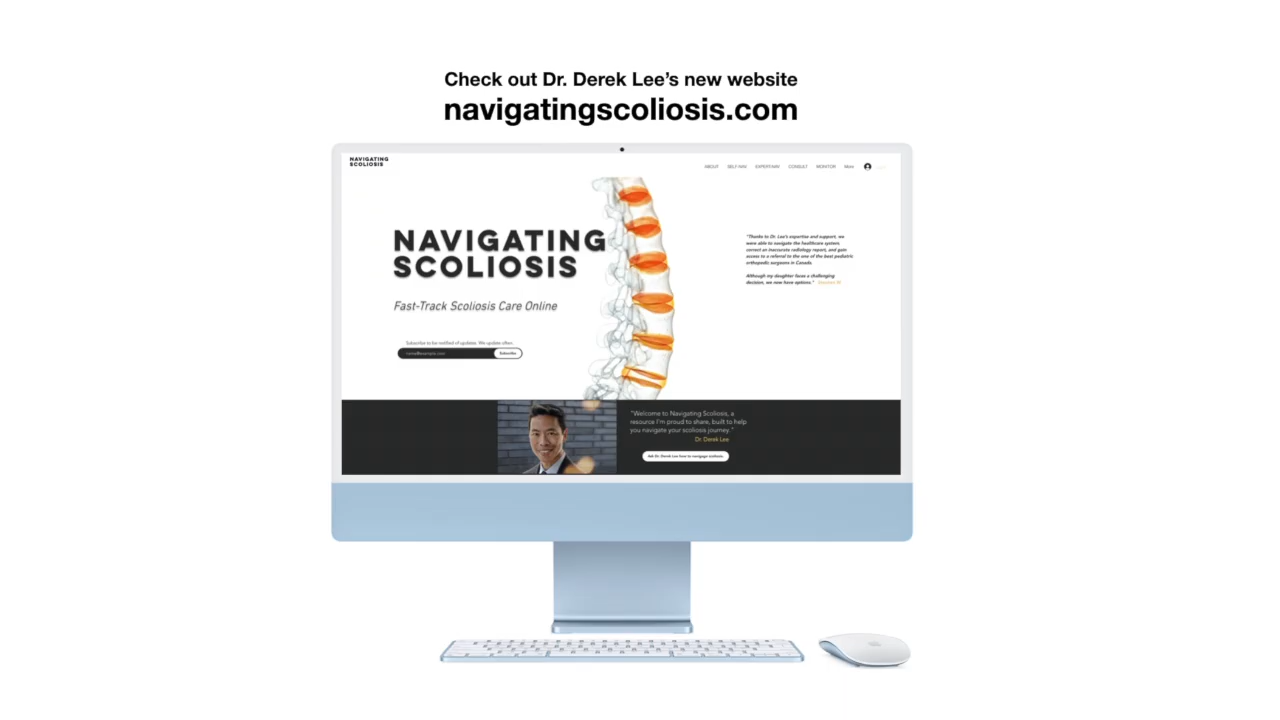 Check out Dr. Derek Lee's new website
navigatingscoliosis.com
NAVIGATING
SCOLIOSIS
ABOUT SELF-NAV EXPERT-NAV CONSULT MONITOR More
NAVIGATING
SCOLIOSIS
Fast-Track Scoliosis Care Online
Subscribe to be notified of updates. We update often.
name@example.com Subscribe
"Thanks to Dr. Lee's expertise and support, we
were able to navigate the healthcare system,
correct an inaccurate radiology report, and gain
access to a referral to the one of the best pediatric
orthopedic surgeons in Canada.
Although my daughter faces a challenging
decision, we now have options."
"Welcome to Navigating Scoliosis, a
resource I'm proud to share, built to help
you navigate your scoliosis journey."
Dr. Derek Lee
Ask Dr. Derek Lee how to navigate scoliosis